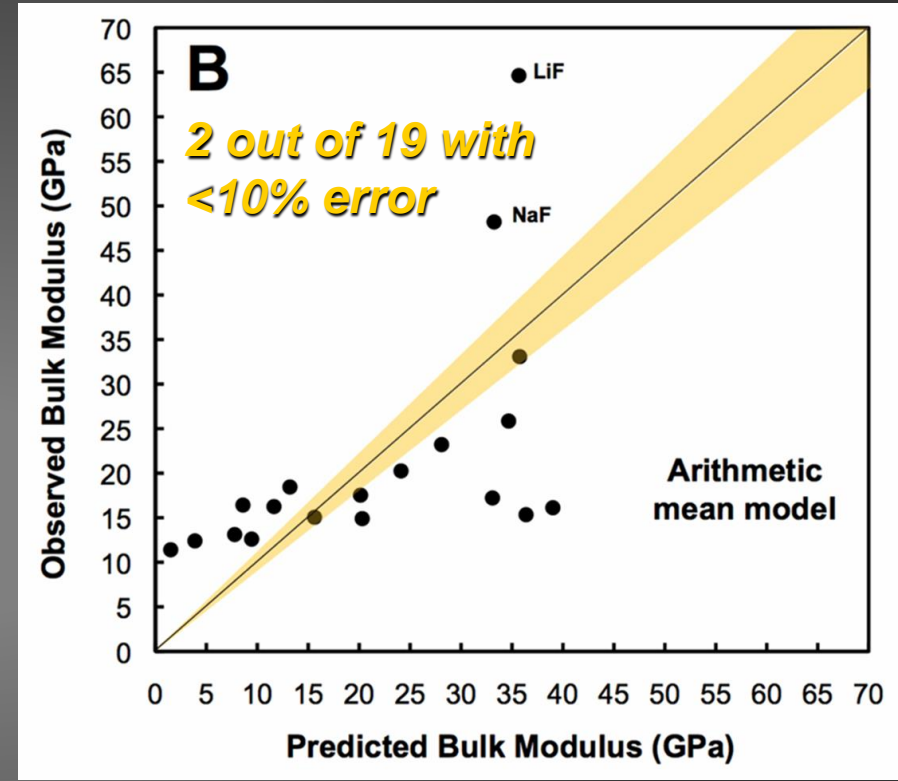 B
2 out of 19 with
<10% error
LiF
NaF
Arithmetic
mean model
Observed Bulk Modulus (GPa)
70
65
60
55
50
45
40
35
30
25
20
15
10
5
0
0 5 10 15 20 25 30 35 40 45 50 55 60 65 70
Predicted Bulk Modulus (GPa)